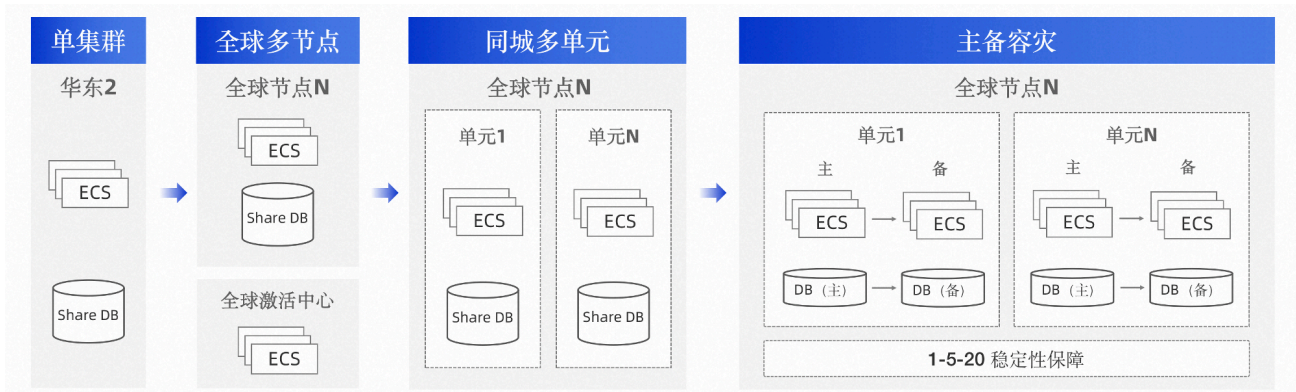 单集群
华东2
ECS
Share DB
全球多节点
全球节点N
ECS
Share DB
全球激活中心
ECS
同城多单元
全球节点N
单元1
ECS
Share DB
单元N
ECS
Share DB
主备容灾
全球节点N
单元1
主 备
ECS ECS
DB（主） DB（备）
单元N
主 备
ECS ECS
DB（主） DB（备）
1-5-20 稳定性保障